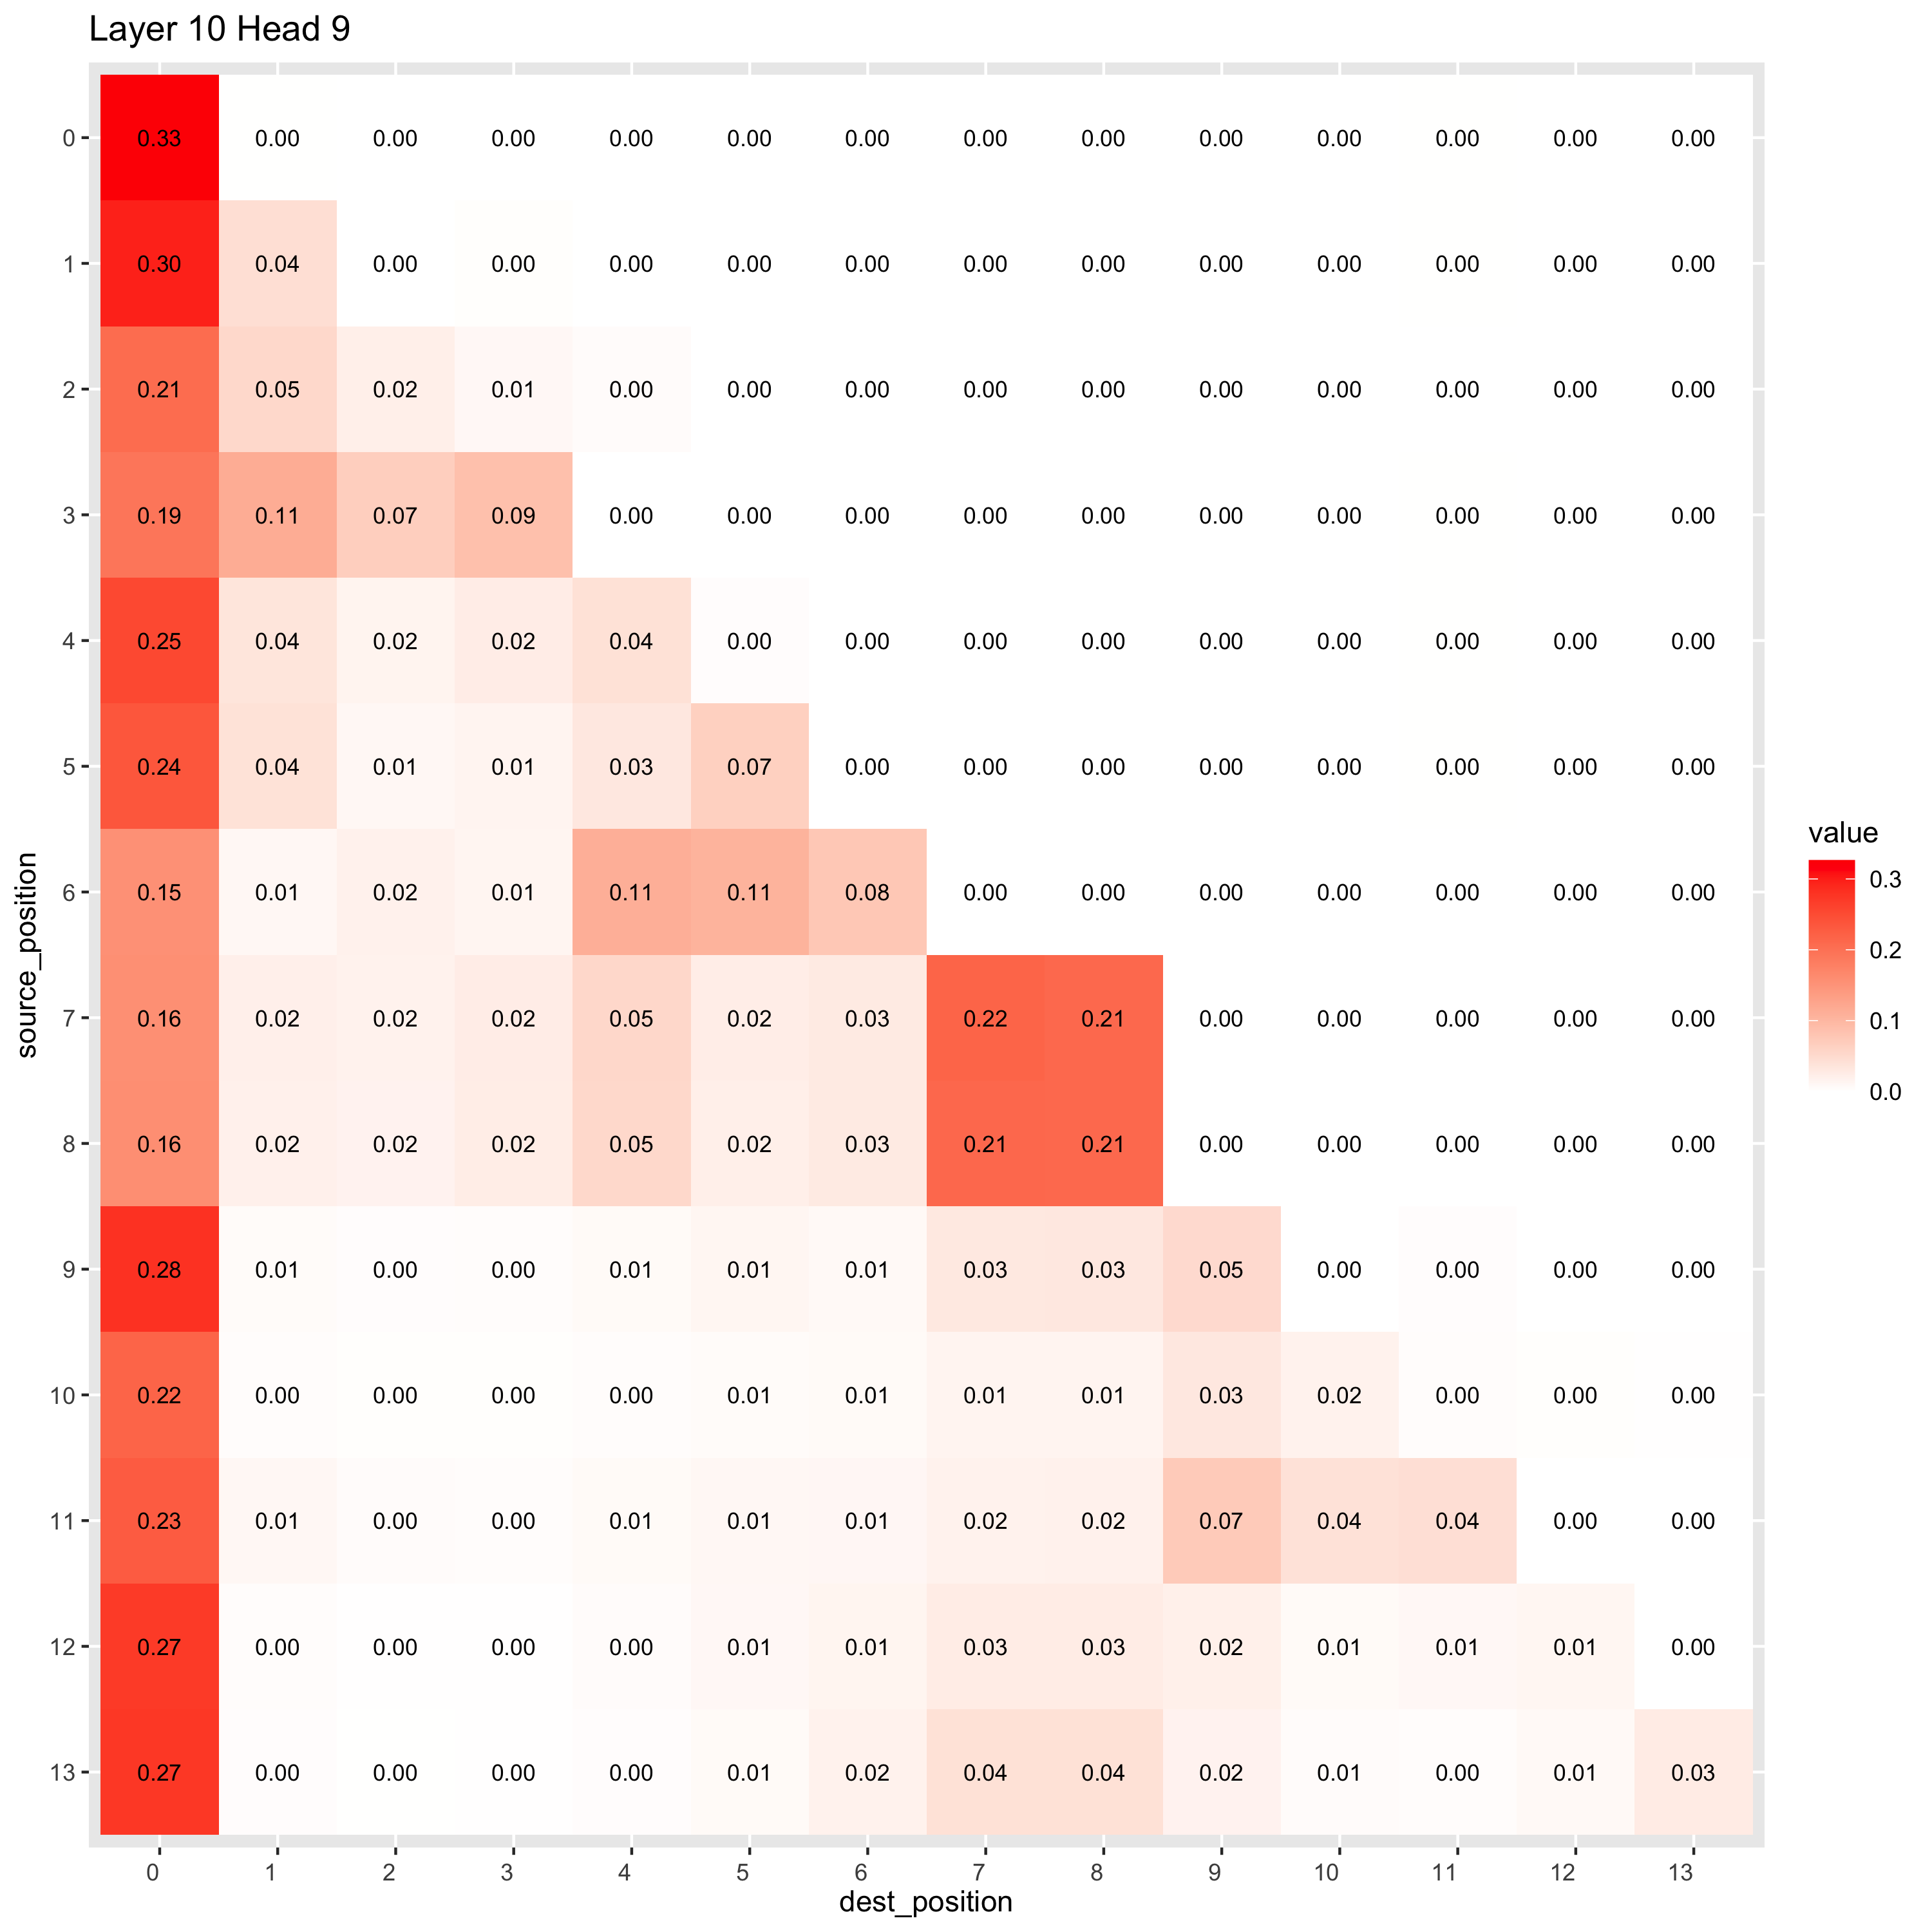 Layer 10 Head 9
0 0.33 0.00 0.00 0.00 0.00 0.00 0.00 0.00 0.00 0.00 0.00 0.00 0.00 0.00
1 0.30 0.04 0.00 0.00 0.00 0.00 0.00 0.00 0.00 0.00 0.00 0.00 0.00 0.00
2 0.21 0.05 0.02 0.01 0.00 0.00 0.00 0.00 0.00 0.00 0.00 0.00 0.00 0.00
3 0.19 0.11 0.07 0.09 0.00 0.00 0.00 0.00 0.00 0.00 0.00 0.00 0.00 0.00
4 0.25 0.04 0.02 0.02 0.04 0.00 0.00 0.00 0.00 0.00 0.00 0.00 0.00 0.00
5 0.24 0.04 0.01 0.01 0.03 0.07 0.00 0.00 0.00 0.00 0.00 0.00 0.00 0.00
6 0.15 0.01 0.02 0.01 0.11 0.11 0.08 0.00 0.00 0.00 0.00 0.00 0.00 0.00
7 0.16 0.02 0.02 0.02 0.05 0.02 0.03 0.22 0.21 0.00 0.00 0.00 0.00 0.00
8 0.16 0.02 0.02 0.02 0.05 0.02 0.03 0.21 0.21 0.00 0.00 0.00 0.00 0.00
9 0.28 0.01 0.00 0.00 0.01 0.01 0.01 0.03 0.03 0.05 0.00 0.00 0.00 0.00
10 0.22 0.00 0.00 0.00 0.00 0.01 0.01 0.01 0.01 0.03 0.02 0.00 0.00 0.00
11 0.23 0.01 0.00 0.00 0.01 0.01 0.01 0.02 0.02 0.07 0.04 0.04 0.00 0.00
12 0.27 0.00 0.00 0.00 0.00 0.01 0.01 0.03 0.03 0.02 0.01 0.01 0.01 0.00
13 0.27 0.00 0.00 0.00 0.00 0.01 0.02 0.04 0.04 0.02 0.01 0.00 0.01 0.03
0 1 2 3 4 5 6 7 8 9 10 11 12 13
dest_position
source_position
value
0.3
0.2
0.1
0.0